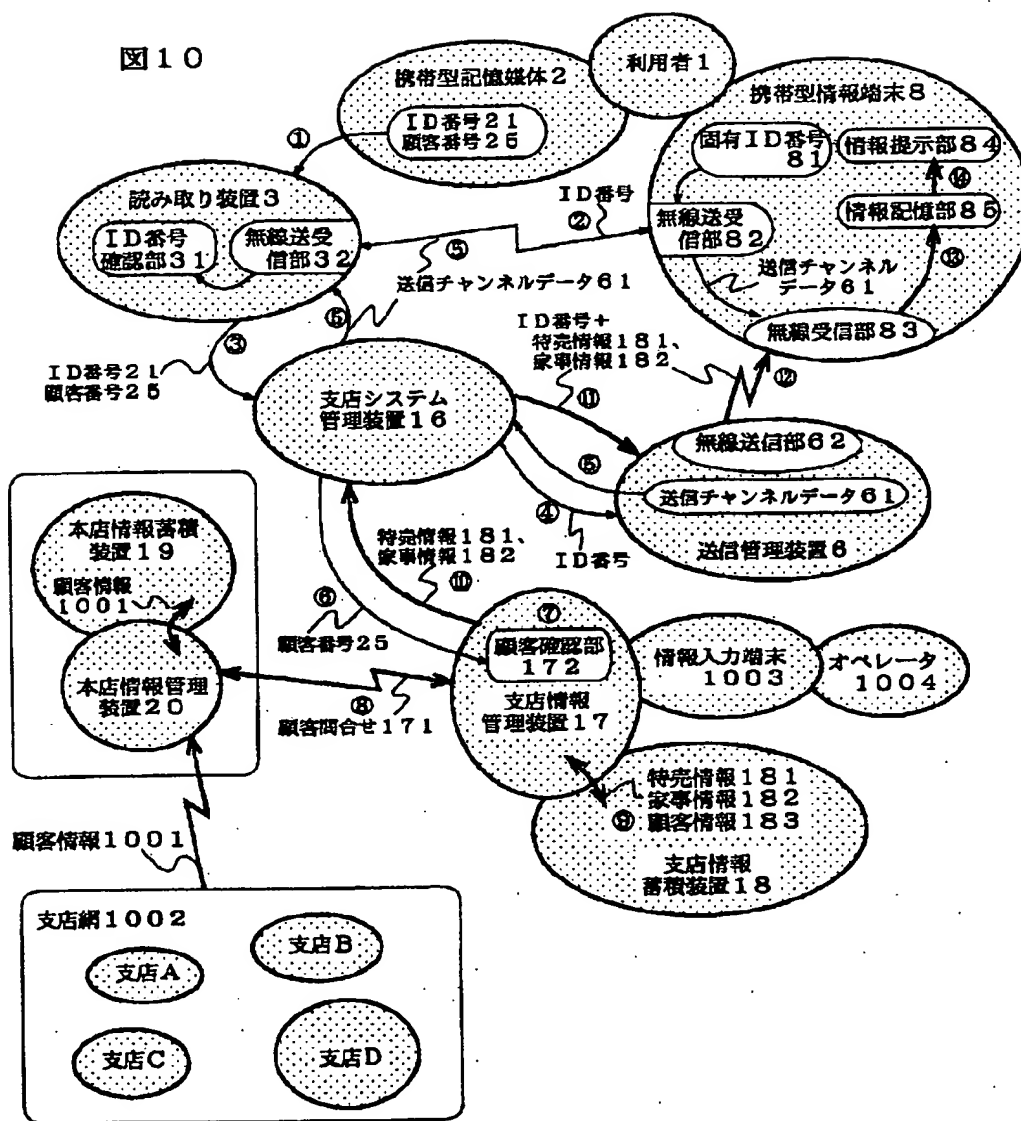 図10
利用者1
携帯型記憶媒体2
ID番号21
顧客番号25
①
携帯型情報端末8
固有ID番号
81
情報提示部84
⑭
情報記憶部85
⑬
無線送受
信部82
送信チャンネル
データ61
無線受信部83
読み取り装置3
ID番号
確認部31
無線送受
信部32
ID番号
②
⑤
送信チャンネルデータ61
⑤
③
ID番号21
顧客番号25
ID番号+
特売情報181、
家事情報182
⑫
支店システム
管理装置16
⑪
無線送信部62
⑤
送信チャンネルデータ61
④
送信管理装置6
ID番号
本店情報蓄積
装置19
顧客情報
1001
本店情報管理
装置20
特売情報181、
家事情報182
⑩
⑥
顧客番号25
⑦
顧客確認部
172
支店情報
管理装置17
情報入力端末
1003
オペレータ
1004
⑧
顧客問合せ171
特売情報181
家事情報182
⑨
顧客情報183
支店情報
蓄積装置18
顧客情報1001
支店網1002
支店A
支店B
支店C
支店D